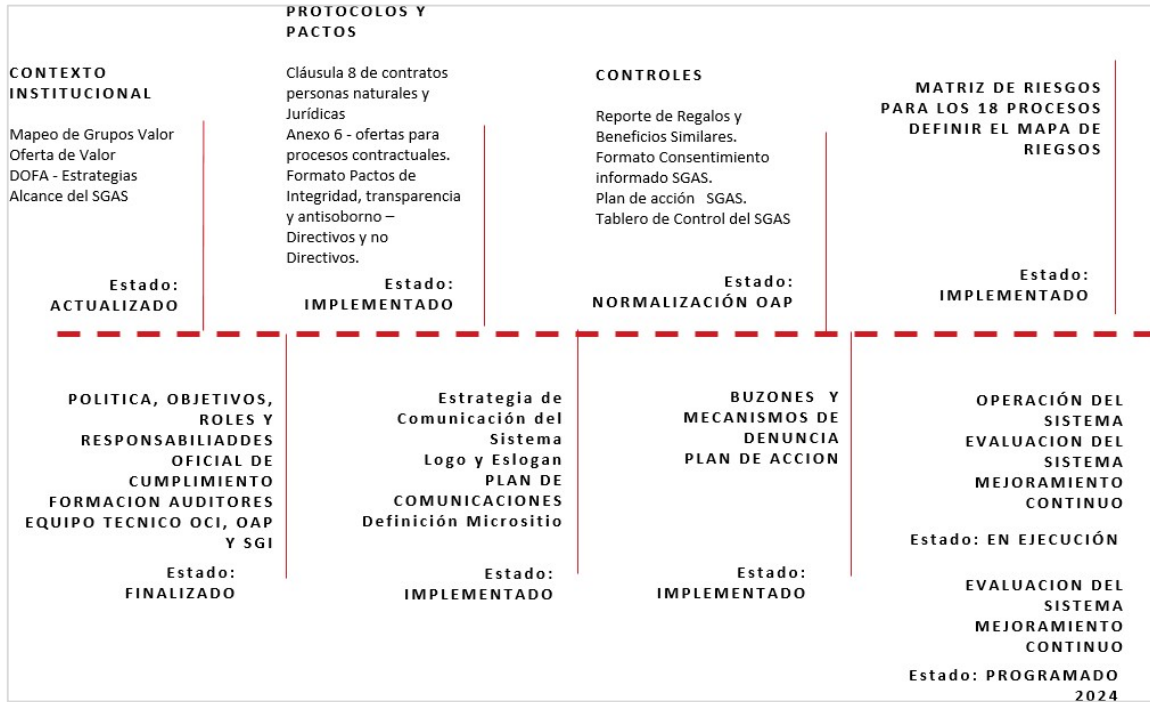 CONTEXTO
INSTITUCIONAL
Mapeo de Grupos Valor
Oferta de Valor
DOFA - Estrategias
Alcance del SGAS
Estado:
ACTUALIZADO
PROTOCOLOS Y
PACTOS
Cláusula 8 de contratos
personas naturales y
Jurídicas
Anexo 6 - ofertas para
procesos contractuales.
Formato Pactos de
Integridad, transparencia
y antisoborno –
Directivos y no
Directivos.
Estado:
IMPLEMENTADO
CONTROLES
Reporte de Regalos y
Beneficios Similares.
Formato Consentimiento
informado SGAS.
Plan de acción SGAS.
Tablero de Control del SGAS
Estado:
NORMALIZACIÓN OAP
MATRIZ DE RIESGOS
PARA LOS 18 PROCESOS
DEFINIR EL MAPA DE
RIEGSOS
Estado:
IMPLEMENTADO
POLITICA, OBJETIVOS,
ROLES Y
RESPONSABILIADDES
OFICIAL DE
CUMPLIMIENTO
FORMACION AUDITORES
EQUIPO TECNICO OCI, OAP
Y SGI
Estado:
FINALIZADO
Estrategia de
Comunicación del
Sistema
Logo y Eslogan
PLAN DE
COMUNICACIONES
Definición Micrositio
Estado:
IMPLEMENTADO
BUZONES Y
MECANISMOS DE
DENUNCIA
PLAN DE ACCION
Estado:
IMPLEMENTADO
OPERACIÓN DEL
SISTEMA
EVALUACION DEL
SISTEMA
MEJORAMIENTO
CONTINUO
Estado: EN EJECUCIÓN
EVALUACION DEL
SISTEMA
MEJORAMIENTO
CONTINUO
Estado: PROGRAMADO
2024